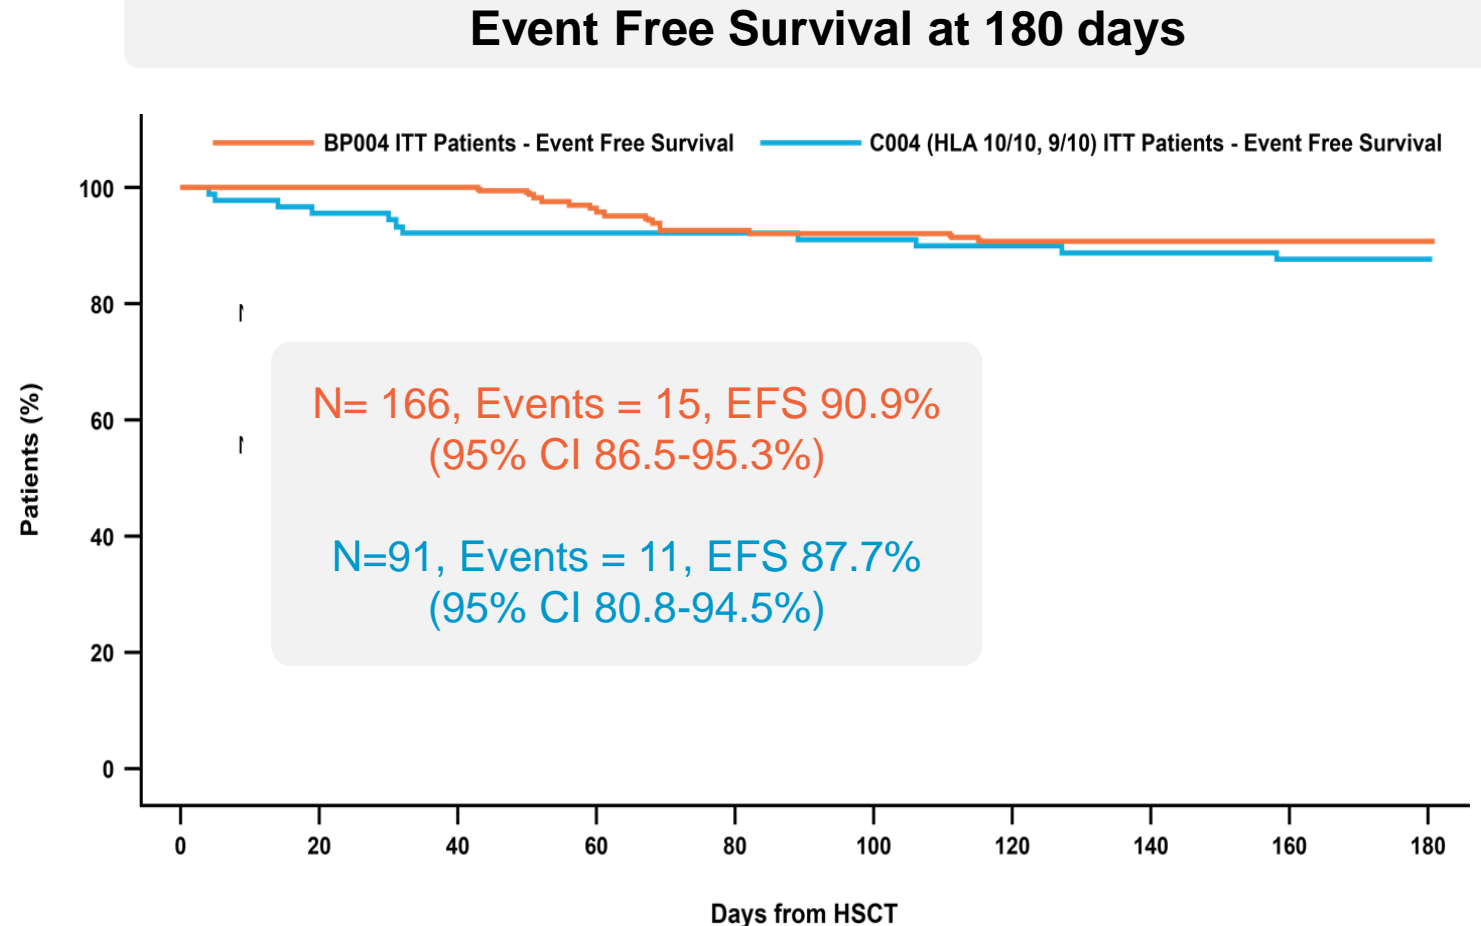 Event Free Survival at 180 days
BP004 ITT Patients - Event Free Survival
C004 (HLA 10/10, 9/10) ITT Patients - Event Free Survival
100
80
60
40
20
0
Patients (%)
N= 166, Events = 15, EFS 90.9%
(95% CI 86.5-95.3%)
N=91, Events = 11, EFS 87.7%
(95% CI 80.8-94.5%)
0 20 40 60 80 100 120 140 160 180
Days from HSCT